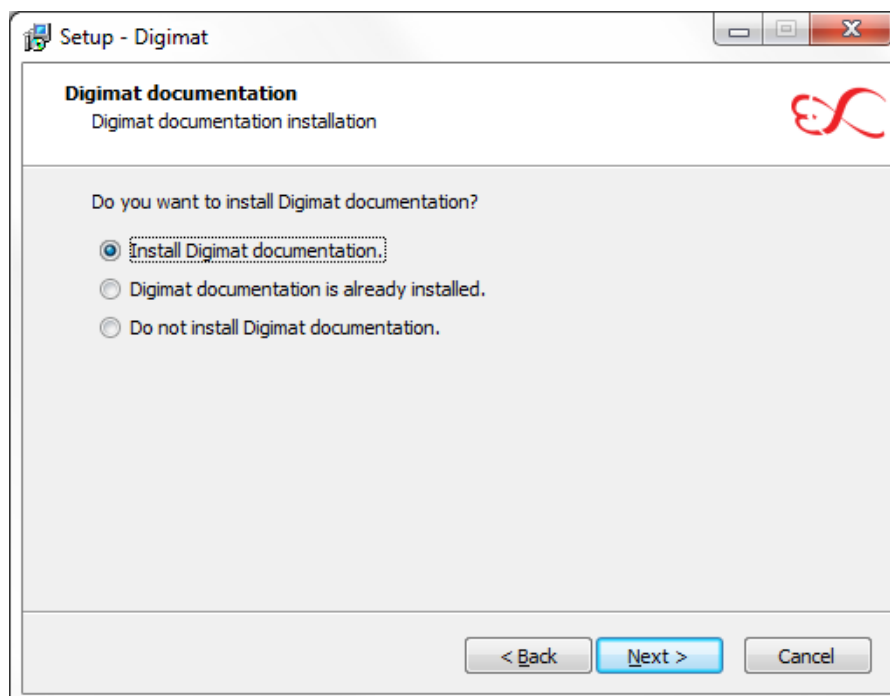 Setup - Digimat
Digimat documentation
Digimat documentation installation
Do you want to install Digimat documentation?
Install Digimat documentation.
Digimat documentation is already installed.
Do not install Digimat documentation.
< Back
Next >
Cancel